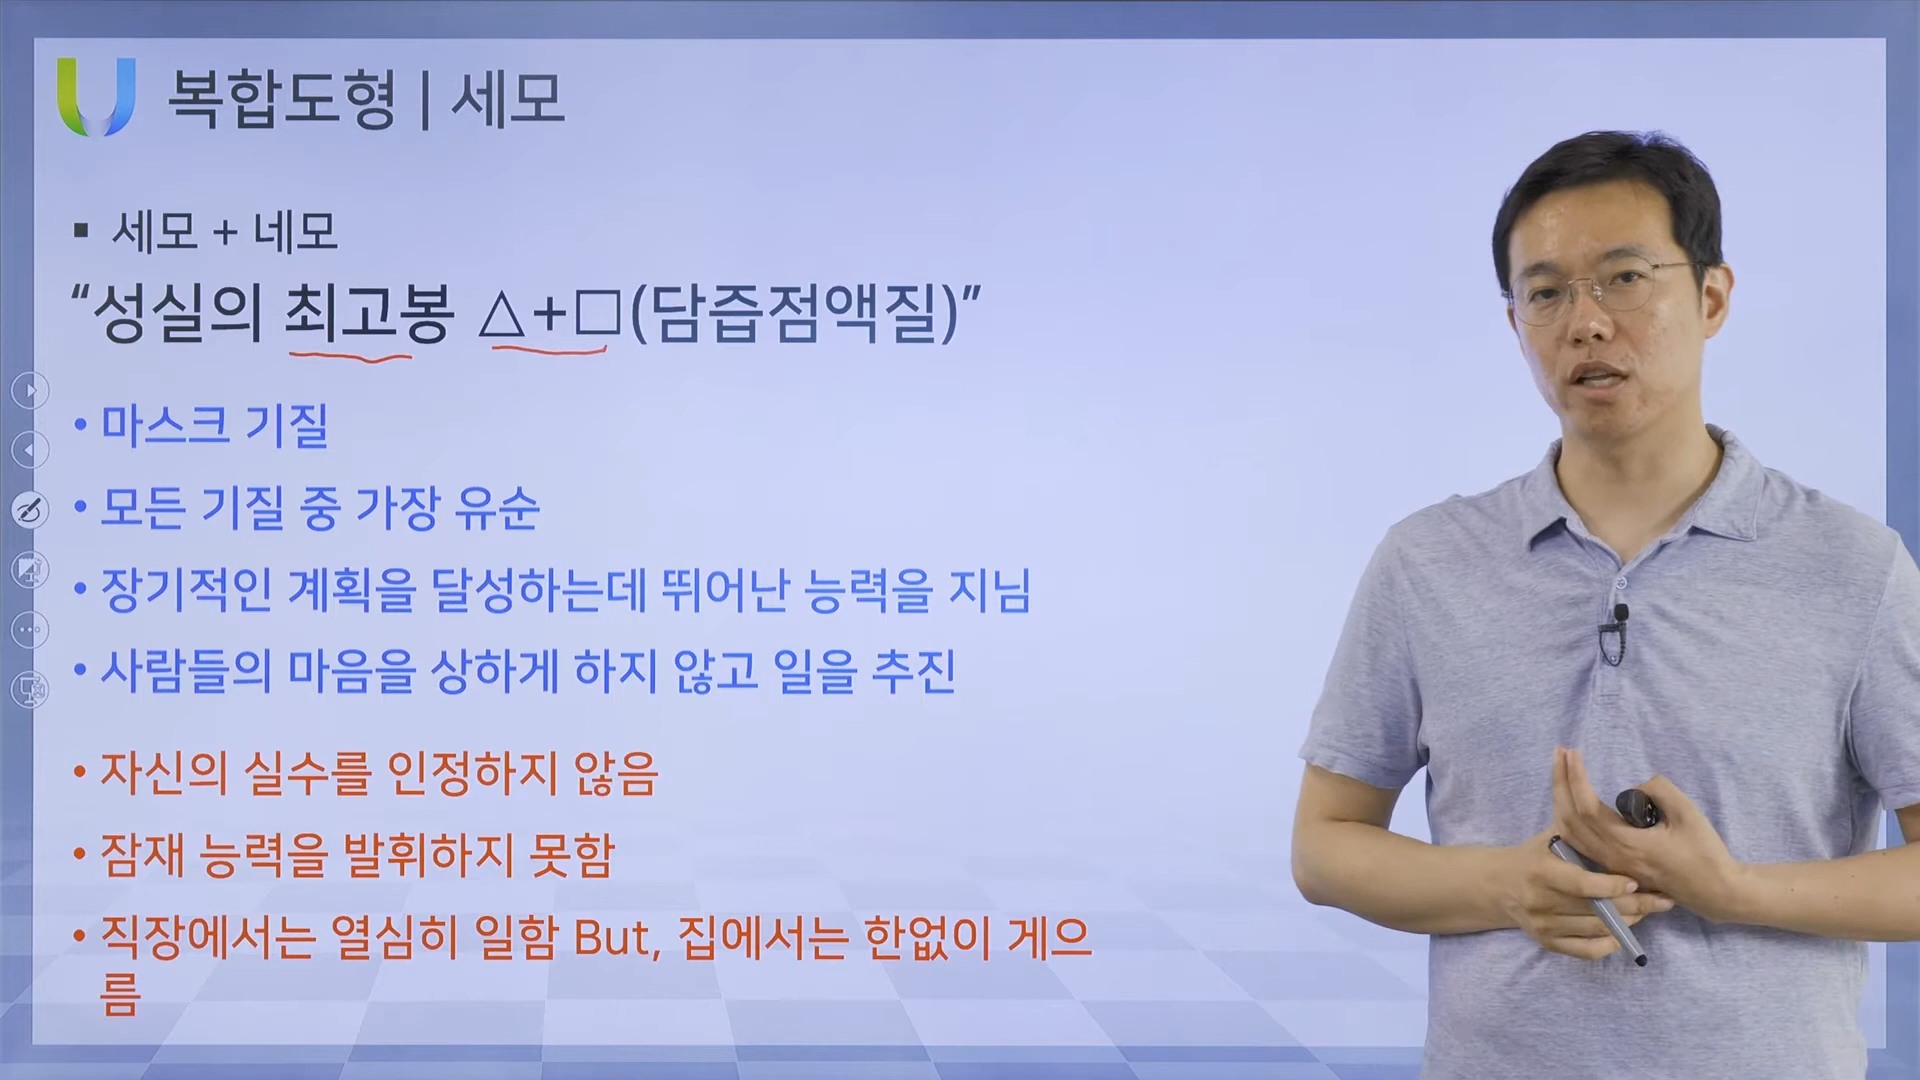 복합도형 | 세모
▪ 세모 + 네모
“성실의 최고봉 △+□(담즙점액질)”
• 마스크 기질
• 모든 기질 중 가장 유순
• 장기적인 계획을 달성하는데 뛰어난 능력을 지님
• 사람들의 마음을 상하게 하지 않고 일을 추진
• 자신의 실수를 인정하지 않음
• 잠재 능력을 발휘하지 못함
• 직장에서는 열심히 일함 But, 집에서는 한없이 게으
름